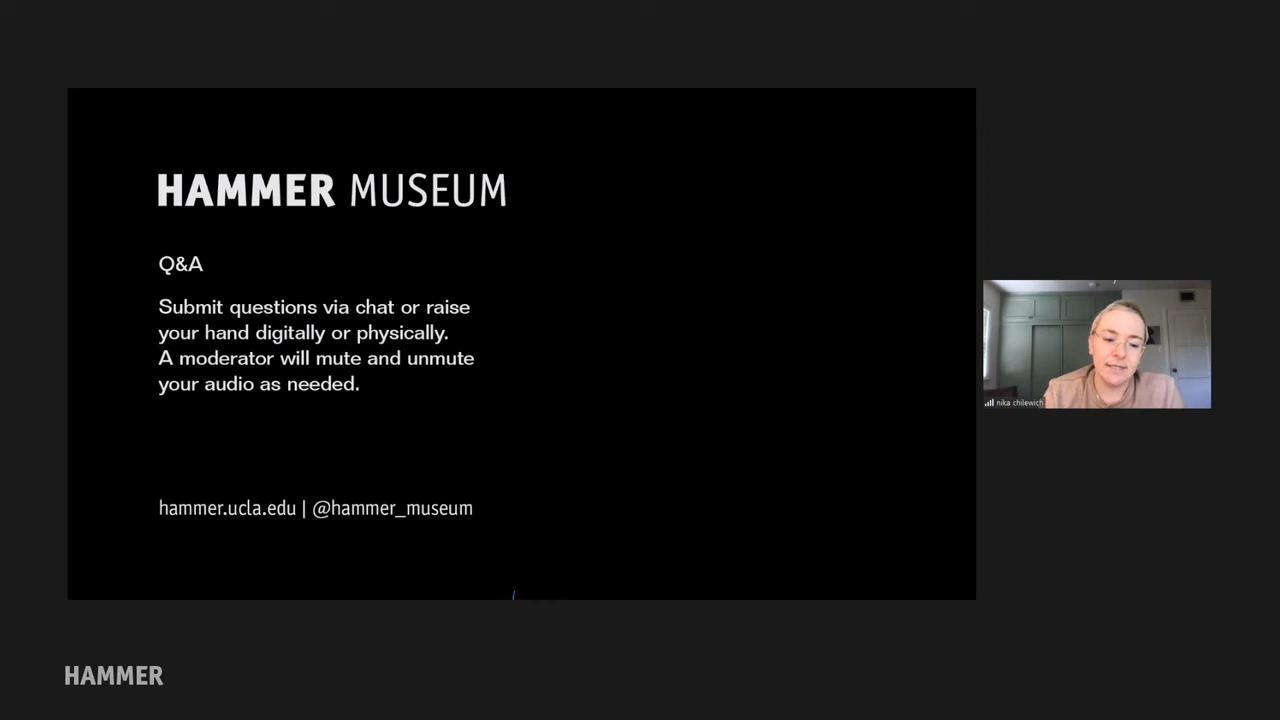 HAMMER MUSEUM
Q&A
Submit questions via chat or raise
your hand digitally or physically.
A moderator will mute and unmute
your audio as needed.
hammer.ucla.edu | @hammer_museum
nika chilewich
HAMMER